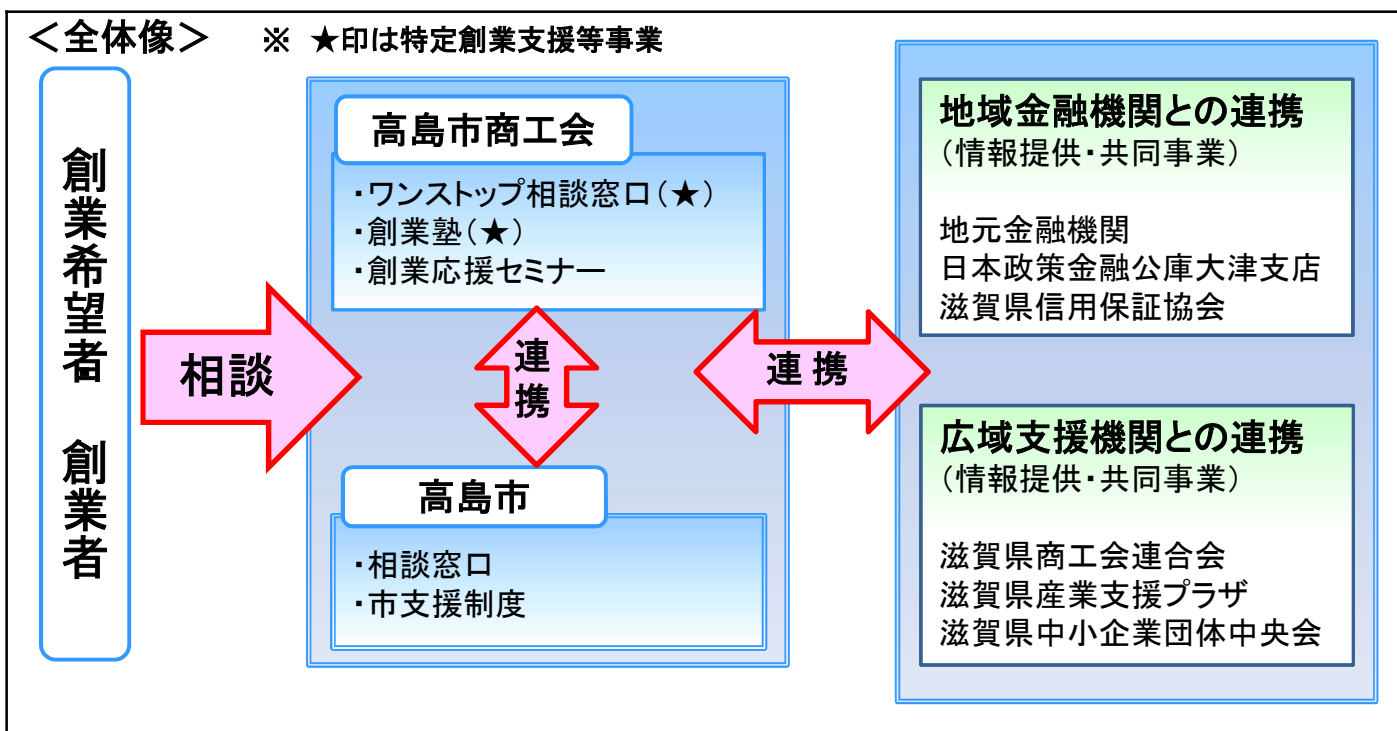 ＜全体像＞　※　★印は特定創業支援等事業
創業希望者　創業者
相談
高島市商工会
・ワンストップ相談窓口（★）
・創業塾（★）
・創業応援セミナー
連携
高島市
・相談窓口
・市支援制度
連携
地域金融機関との連携
（情報提供・共同事業）
地元金融機関
日本政策金融公庫大津支店
滋賀県信用保証協会
広域支援機関との連携
（情報提供・共同事業）
滋賀県商工会連合会
滋賀県産業支援プラザ
滋賀県中小企業団体中央会